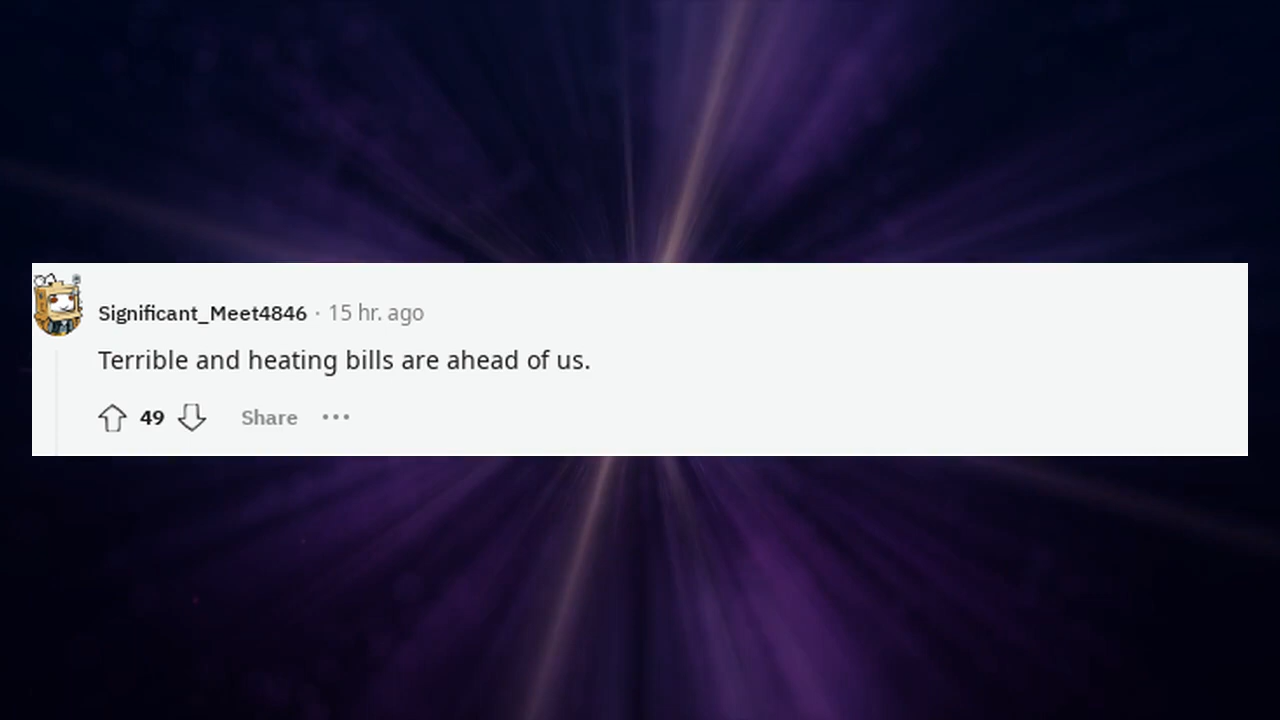 Significant_Meet4846 · 15 hr. ago
Terrible and heating bills are ahead of us.
49 Share •••